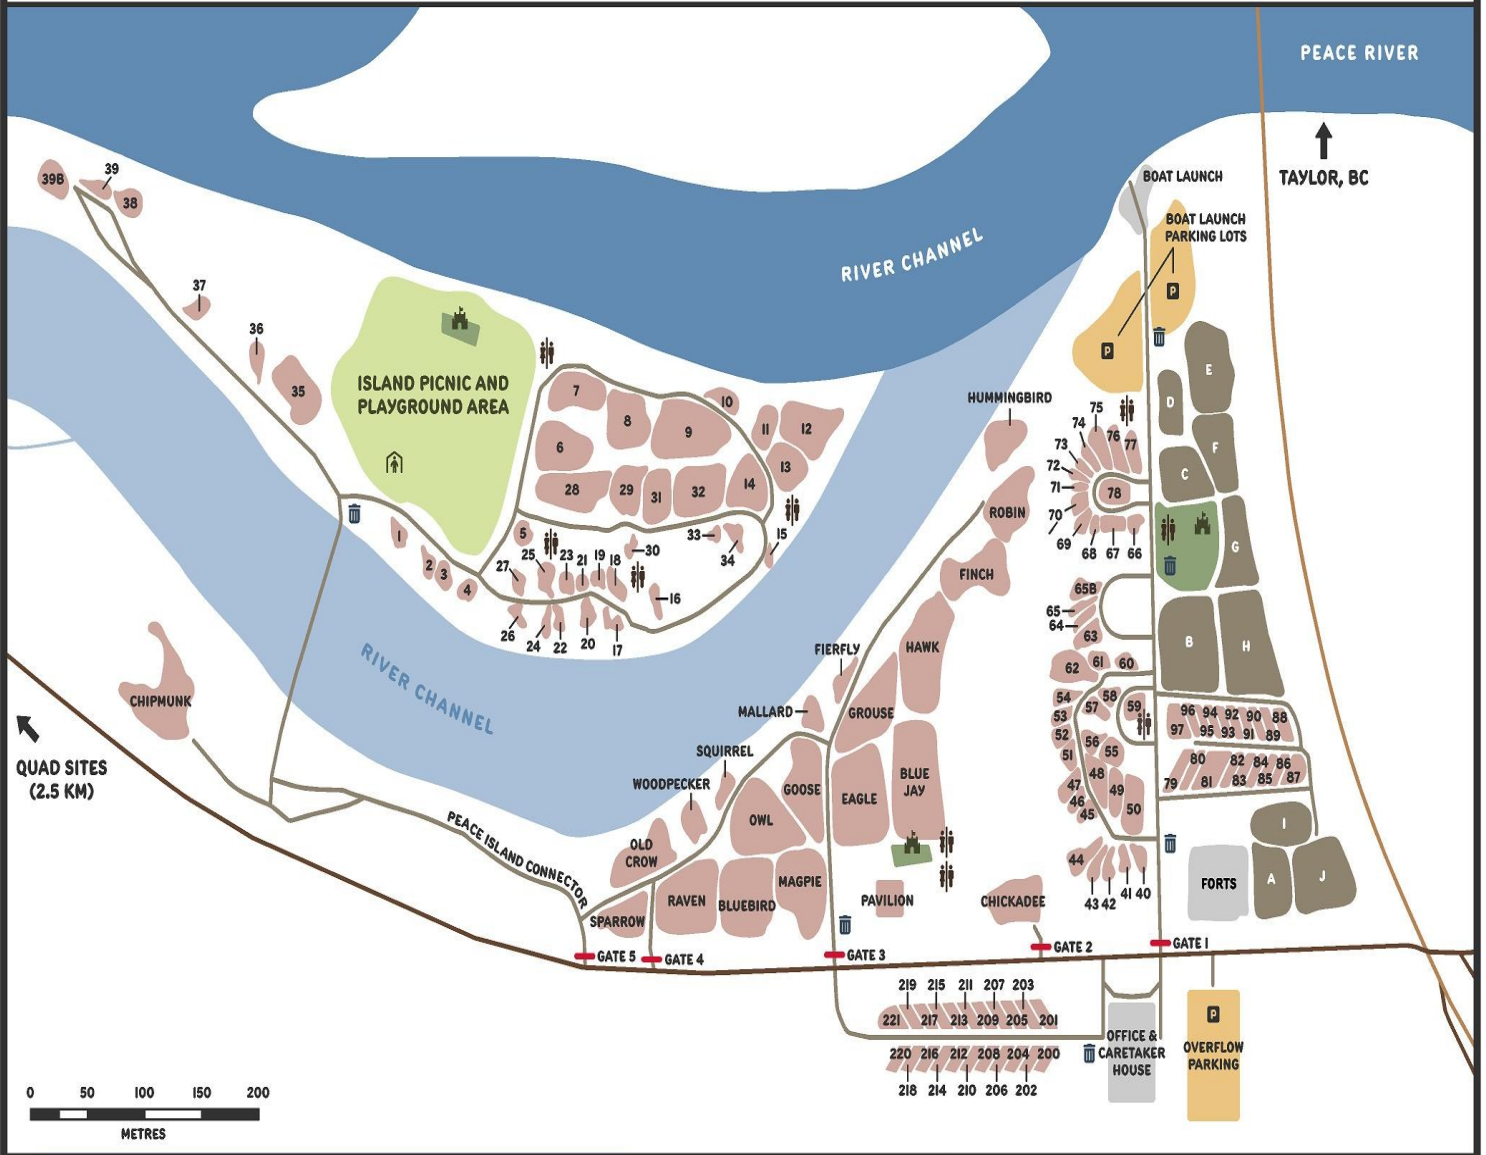 PEACE RIVER
TAYLOR, BC
BOAT LAUNCH
BOAT LAUNCH
PARKING LOTS
P
P
RIVER CHANNEL
39B
39
38
37
36
35
ISLAND PICNIC AND
PLAYGROUND AREA
7
8
9
10
11
12
6
13
28
29
31
32
14
5
33
34
15
30
25
23
21
19
18
27
16
26
24
22
20
17
1
2
3
4
HUMMINGBIRD
ROBIN
FINCH
HAWK
FIERFLY
GROUSE
MALLARD
SQUIRREL
WOODPECKER
GOOSE
EAGLE
BLUE
JAY
OWL
OLD
CROW
MAGPIE
RAVEN
BLUEBIRD
SPARROW
PAVILION
CHICKADEE
CHIPMUNK
RIVER CHANNEL
PEACE ISLAND CONNECTOR
QUAD SITES
(2.5 KM)
75
74
76
73
77
72
71
78
70
69
68
67
66
65B
65
64
63
62
61
60
54
58
57
59
53
52
56
55
51
48
47
49
46
45
50
44
43
42
41
40
E
D
F
C
G
B
H
96
94
92
90
88
97
95
93
91
89
80
82
84
86
79
81
83
85
87
I
A
J
FORTS
GATE 5
GATE 4
GATE 3
GATE 2
GATE 1
219
215
211
207
203
221
217
213
209
205
201
220
216
212
208
204
200
218
214
210
206
202
OFFICE &
CARETAKER
HOUSE
P
OVERFLOW
PARKING
0
50
100
150
200
METRES